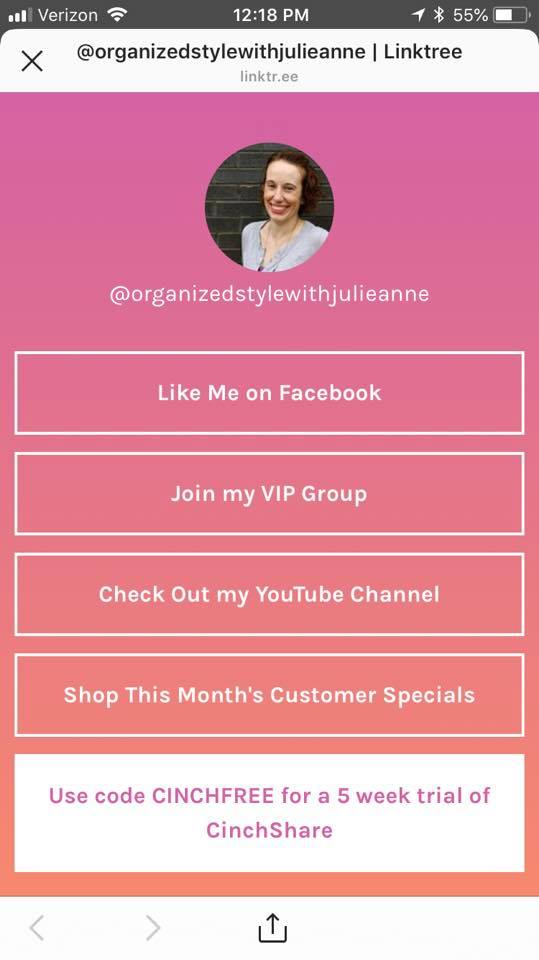 Verizon 12:18 PM 55%
@organizedstylewithjulieanne | Linktree
linktr.ee
@organizedstylewithjulieanne
Like Me on Facebook
Join my VIP Group
Check Out my YouTube Channel
Shop This Month's Customer Specials
Use code CINCHFREE for a 5 week trial of
CinchShare